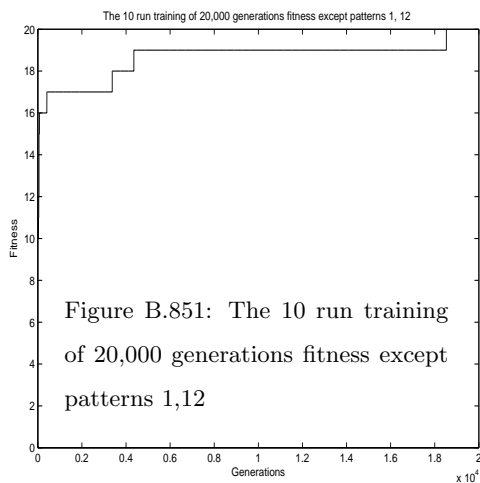 The 10 run training of 20,000 generations fitness except patterns 1, 12
20
18
16
14
12
10
8
6
4
2
0
Fitness
Figure B.851: The 10 run training
of 20,000 generations fitness except
patterns 1,12
0 0.2 0.4 0.6 0.8 1 1.2 1.4 1.6 1.8 2
Generations
x 10⁴